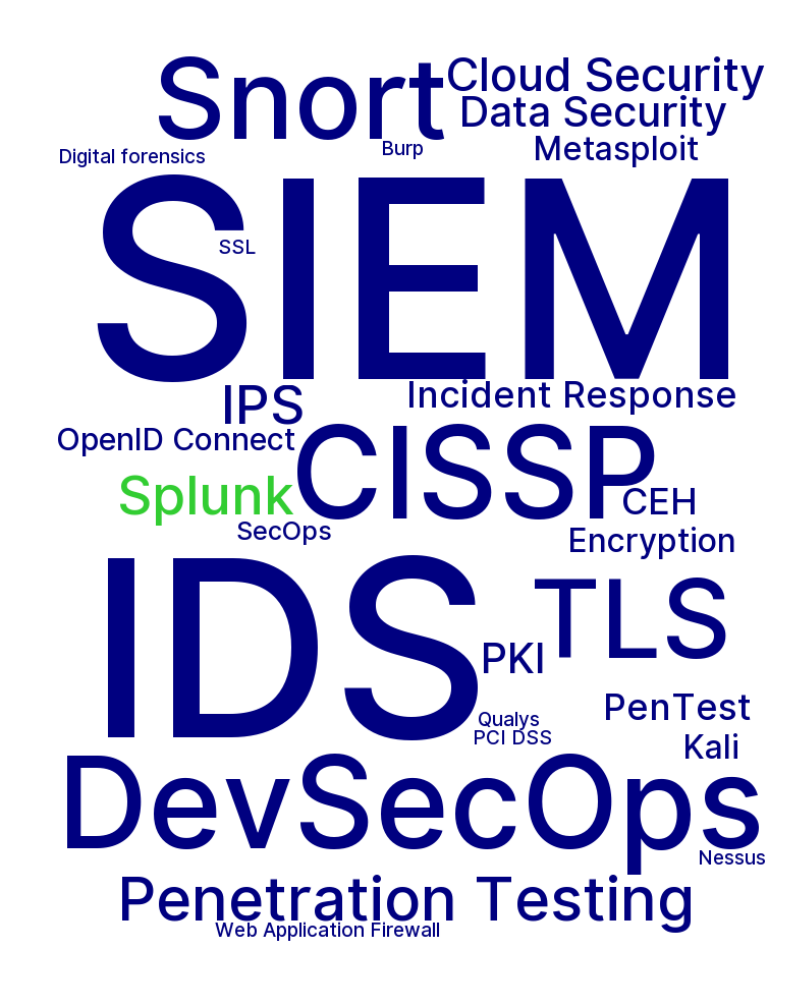 Snort
Cloud Security
Data Security
Burp
Metasploit
Digital forensics
SIEM
SSL
IPS
Incident Response
OpenID Connect
CISSP
Splunk
CEH
SecOps
Encryption
IDS
TLS
PKI
PenTest
Qualys
PCI DSS
Kali
DevSecOps
Nessus
Penetration Testing
Web Application Firewall